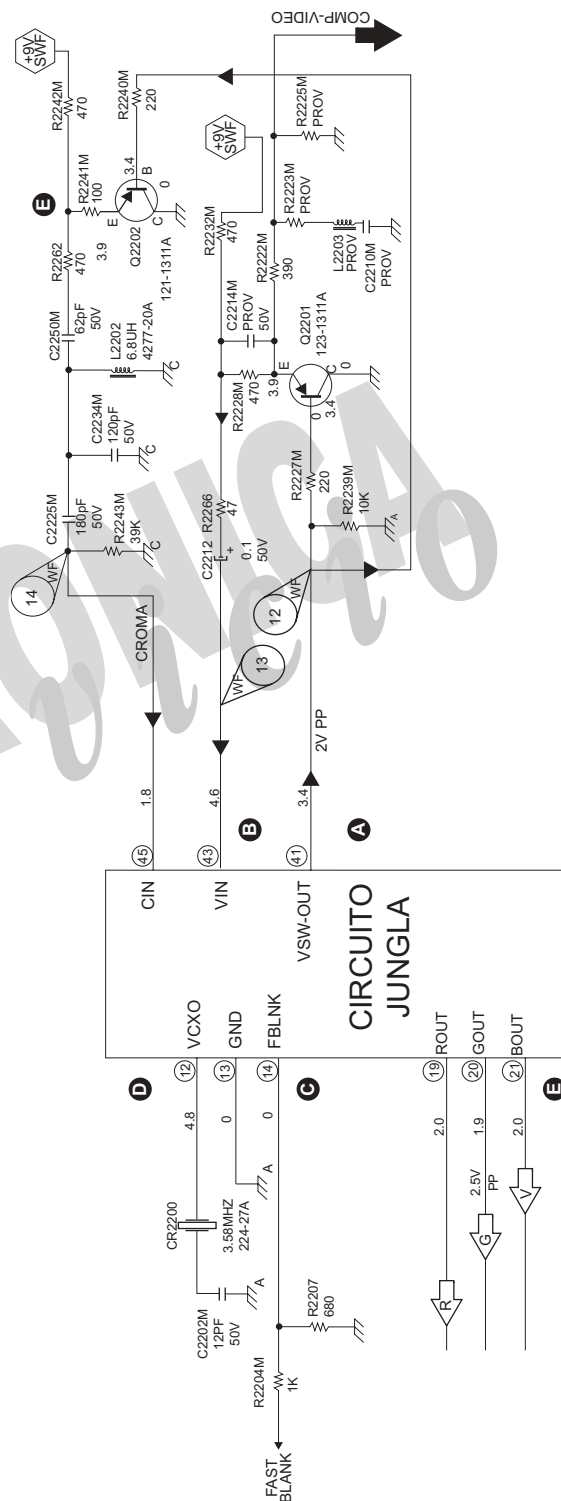 COMP-VIDEO
+9V
SWF
R2242M
470
R2240M
220
R2241M
100
E
3.4
B
0
E
C
3.9
Q2202
121-1311A
R2262
470
C2250M
62pF
50V
L2202
6.8UH
4277-20A
C
C2234M
120pF
50V
C
C2225M
180pF
50V
R2243M
39K
C
14
WF
CROMA
1.8
45
CIN
+9V
SWF
R2225M
PROV
R2223M
PROV
L2203
PROV
C2210M
PROV
R2232M
470
R2222M
390
C2214M
PROV
50V
Q2201
123-1311A
E
C
0
3.9
3.4
0
R2228M
470
R2227M
220
R2239M
10K
A
R2266
47
C2212
+
0.1
50V
WF
13
WF
12
2V PP
4.6
43
VIN
B
3.4
41
VSW-OUT
A
CIRCUITO
JUNGLA
D
12
VCXO
4.8
13
GND
0
A
14
FBLNK
0
C
CR2200
3.58MHZ
224-27A
C2202M
12PF
50V
A
R2207
680
R2204M
1K
FAST
BLANK
19
ROUT
2.0
R
20
GOUT
1.9
2.5V
PP
G
21
BOUT
2.0
V
E
ONICA
vicio